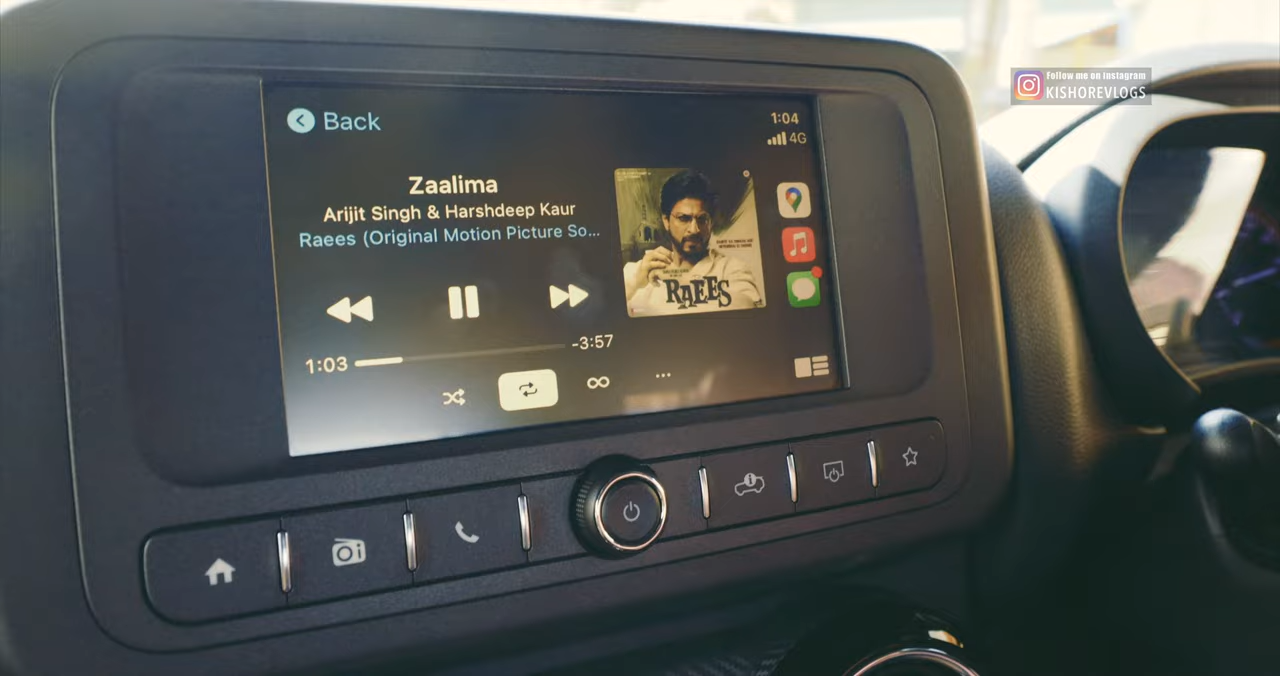 Follow me on Instagram
KISHOREVLOGS
Back
1:04
4G
Zaalima
Arijit Singh & Harshdeep Kaur
Raees (Original Motion Picture So...
RAEES
1:03
-3:57